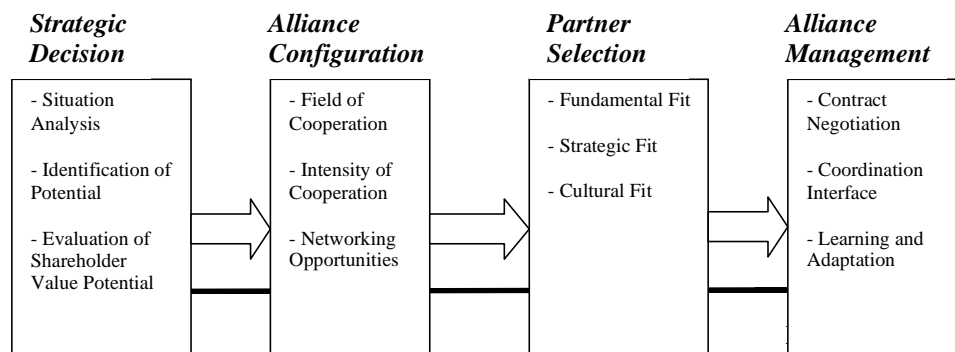 Strategic
Decision
- Situation
Analysis
- Identification of
Potential
- Evaluation of
Shareholder
Value Potential
Alliance
Configuration
- Field of
Cooperation
- Intensity of
Cooperation
- Networking
Opportunities
Partner
Selection
- Fundamental Fit
- Strategic Fit
- Cultural Fit
Alliance
Management
- Contract
Negotiation
- Coordination
Interface
- Learning and
Adaptation